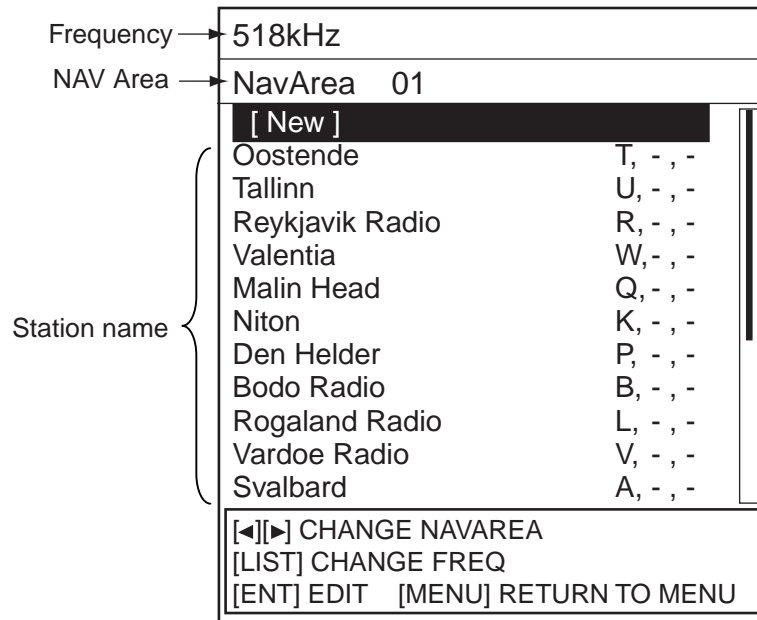 Frequency
518kHz
NAV Area
NavArea 01
[ New ]
Station name
Oostende T, - , -
Tallinn U, - , -
Reykjavik Radio R, - , -
Valentia W, - , -
Malin Head Q, - , -
Niton K, - , -
Den Helder P, - , -
Bodo Radio B, - , -
Rogaland Radio L, - , -
Vardoe Radio V, - , -
Svalbard A, - , -
[◄][►] CHANGE NAVAREA
[LIST] CHANGE FREQ
[ENT] EDIT [MENU] RETURN TO MENU